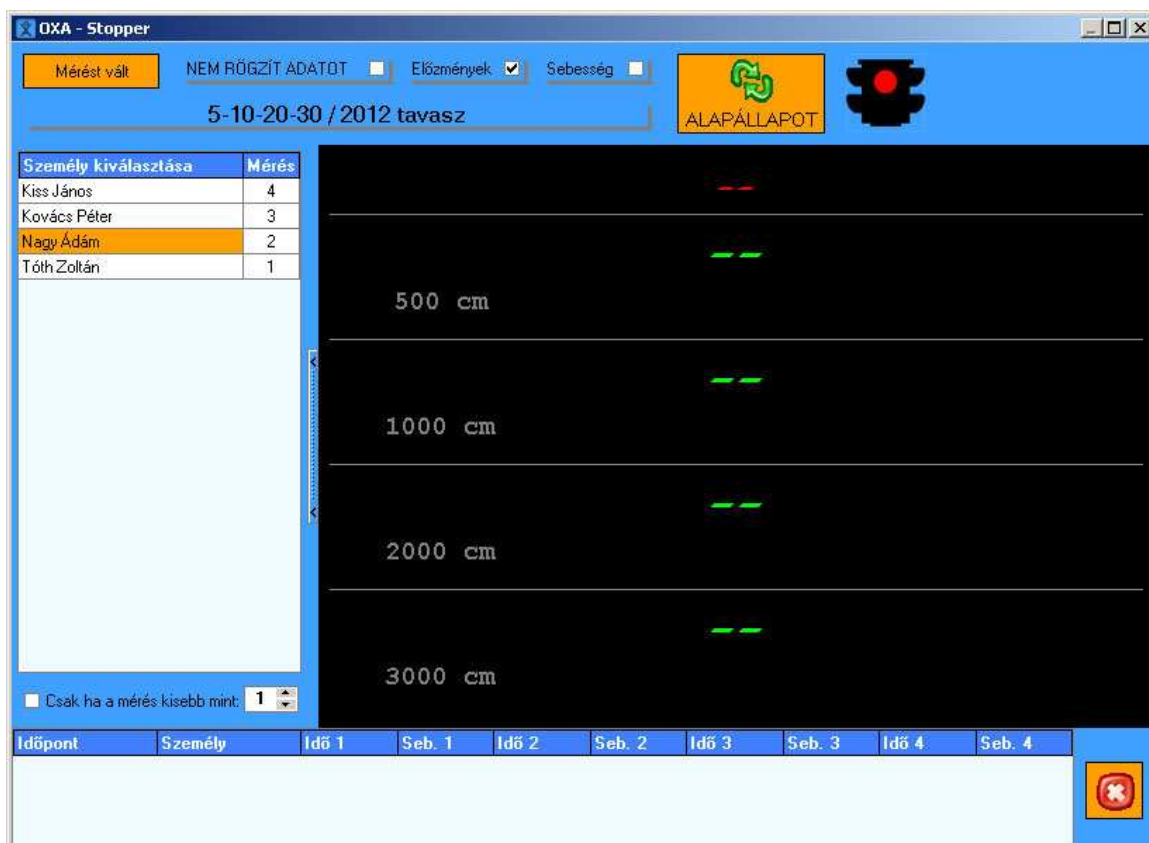 OXA - Stopper
Mérést vált NEM RÖGZÍT ADATOT Előzmények Sebesség
ALAPÁLLAPOT
5-10-20-30 / 2012 tavasz
Személy kiválasztása Mérés
Kiss János 4
Kovács Péter 3
Nagy Ádám 2
Tóth Zoltán 1
--
--
500 cm
--
1000 cm
--
2000 cm
--
3000 cm
Csak ha a mérés kisebb mint: 1
Időpont Személy Idő 1 Seb. 1 Idő 2 Seb. 2 Idő 3 Seb. 3 Idő 4 Seb. 4